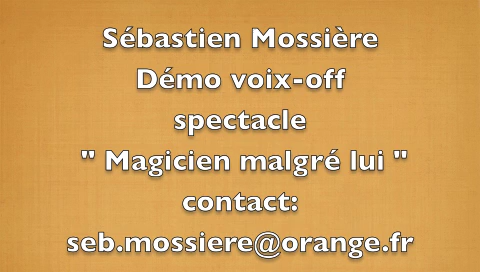 Sébastien Mossière
Démo voix-off
spectacle
" Magicien malgré lui "
contact:
seb.mossiere@orange.fr